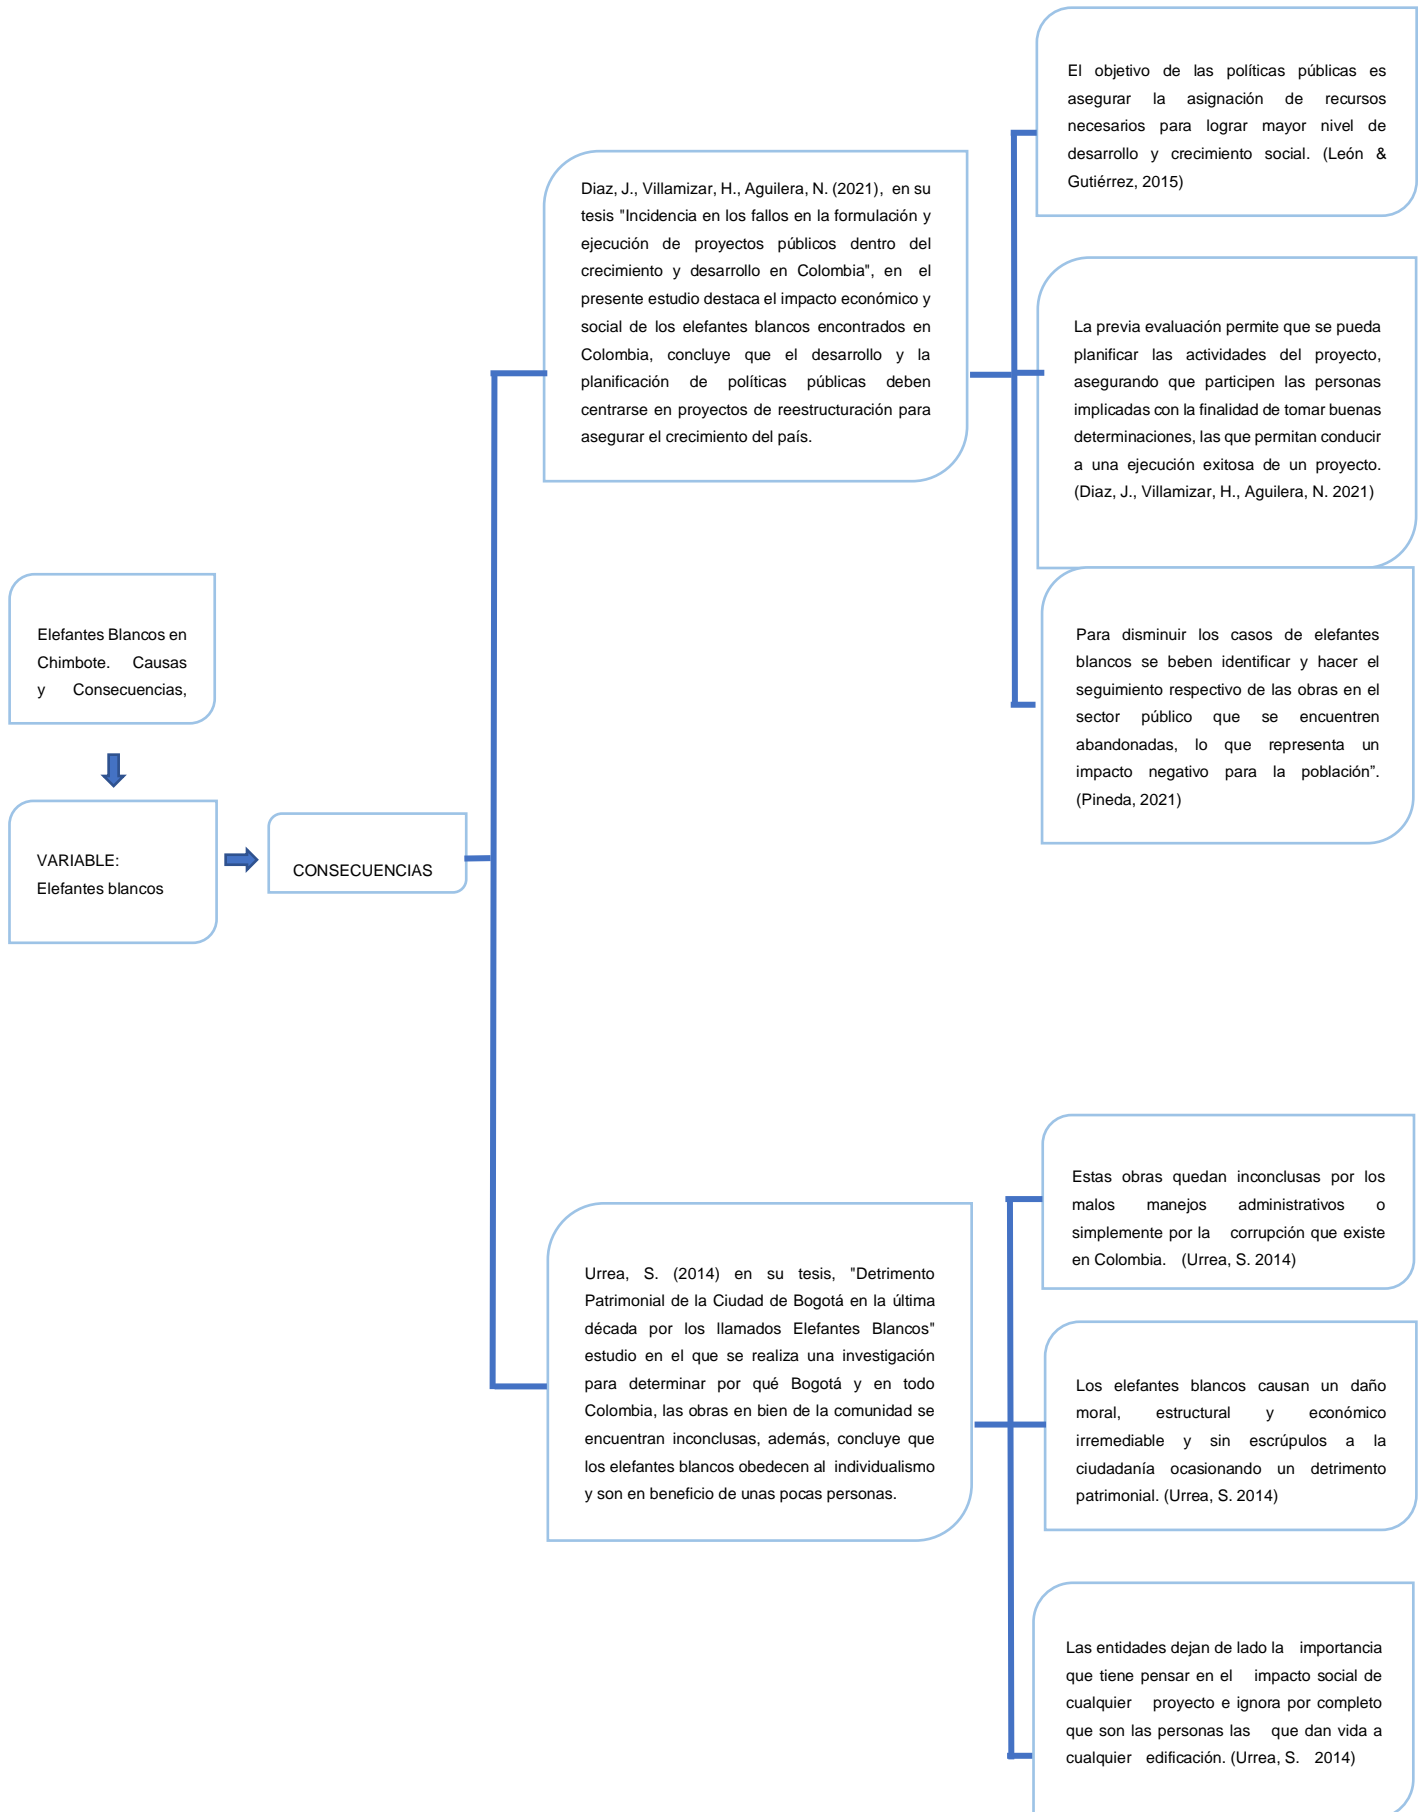 Elefantes Blancos en
Chimbote. Causas
y Consecuencias,
VARIABLE:
Elefantes blancos
CONSECUENCIAS
Diaz, J., Villamizar, H., Aguilera, N. (2021), en su
tesis "Incidencia en los fallos en la formulación y
ejecución de proyectos públicos dentro del
crecimiento y desarrollo en Colombia", en el
presente estudio destaca el impacto económico y
social de los elefantes blancos encontrados en
Colombia, concluye que el desarrollo y la
planificación de políticas públicas deben
centrarse en proyectos de reestructuración para
asegurar el crecimiento del país.
El objetivo de las políticas públicas es
asegurar la asignación de recursos
necesarios para lograr mayor nivel de
desarrollo y crecimiento social. (León &
Gutiérrez, 2015)
La previa evaluación permite que se pueda
planificar las actividades del proyecto,
asegurando que participen las personas
implicadas con la finalidad de tomar buenas
determinaciones, las que permitan conducir
a una ejecución exitosa de un proyecto.
(Diaz, J., Villamizar, H., Aguilera, N. 2021)
Para disminuir los casos de elefantes
blancos se beben identificar y hacer el
seguimiento respectivo de las obras en el
sector público que se encuentren
abandonadas, lo que representa un
impacto negativo para la población”.
(Pineda, 2021)
Urrea, S. (2014) en su tesis, "Detrimento
Patrimonial de la Ciudad de Bogotá en la última
década por los llamados Elefantes Blancos"
estudio en el que se realiza una investigación
para determinar por qué Bogotá y en todo
Colombia, las obras en bien de la comunidad se
encuentran inconclusas, además, concluye que
los elefantes blancos obedecen al individualismo
y son en beneficio de unas pocas personas.
Estas obras quedan inconclusas por los
malos manejos administrativos o
simplemente por la corrupción que existe
en Colombia. (Urrea, S. 2014)
Los elefantes blancos causan un daño
moral, estructural y económico
irremediable y sin escrúpulos a la
ciudadanía ocasionando un detrimento
patrimonial. (Urrea, S. 2014)
Las entidades dejan de lado la importancia
que tiene pensar en el impacto social de
cualquier proyecto e ignora por completo
que son las personas las que dan vida a
cualquier edificación. (Urrea, S. 2014)